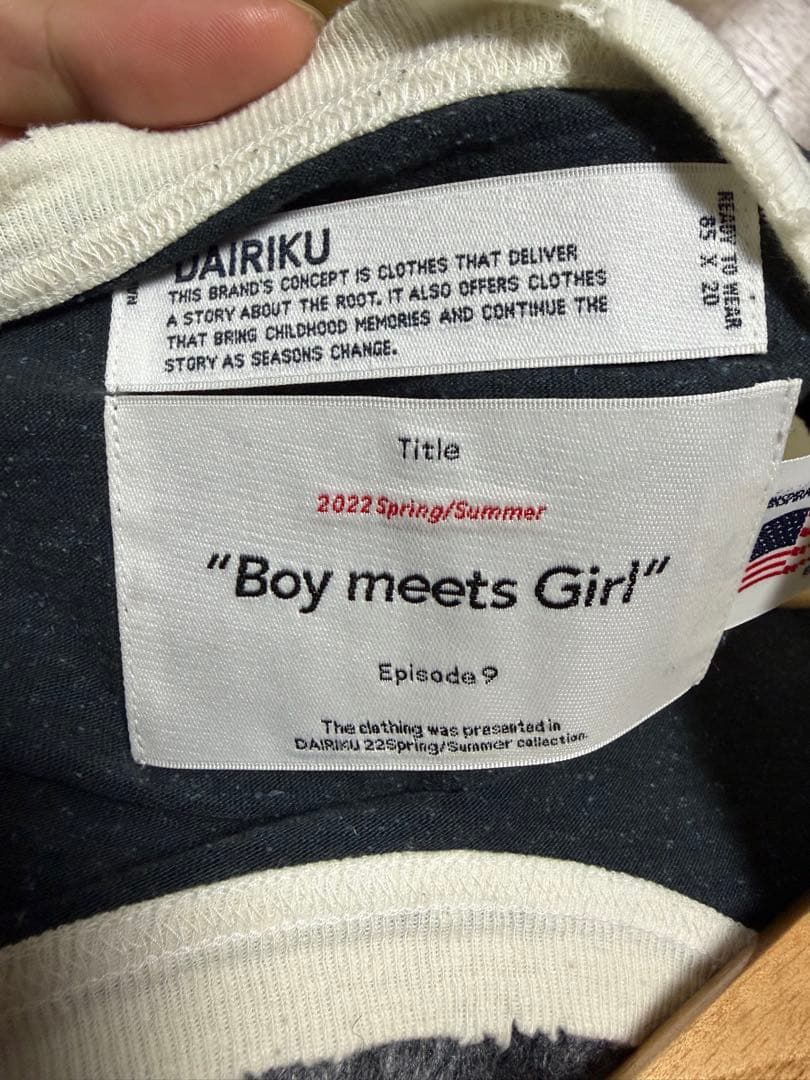 DAIRIKU
THIS BRAND'S CONCEPT IS CLOTHES THAT DELIVER
A STORY ABOUT THE ROOT. IT ALSO OFFERS CLOTHES
THAT BRING CHILDHOOD MEMORIES AND CONTINUE THE
STORY AS SEASONS CHANGE.
READY TO WEAR
85 X 20
Title
2022 Spring/Summer
"Boy meets Girl"
Episode 9
The clothing was presented in
DAIRIKU 22Spring/Summer collection.